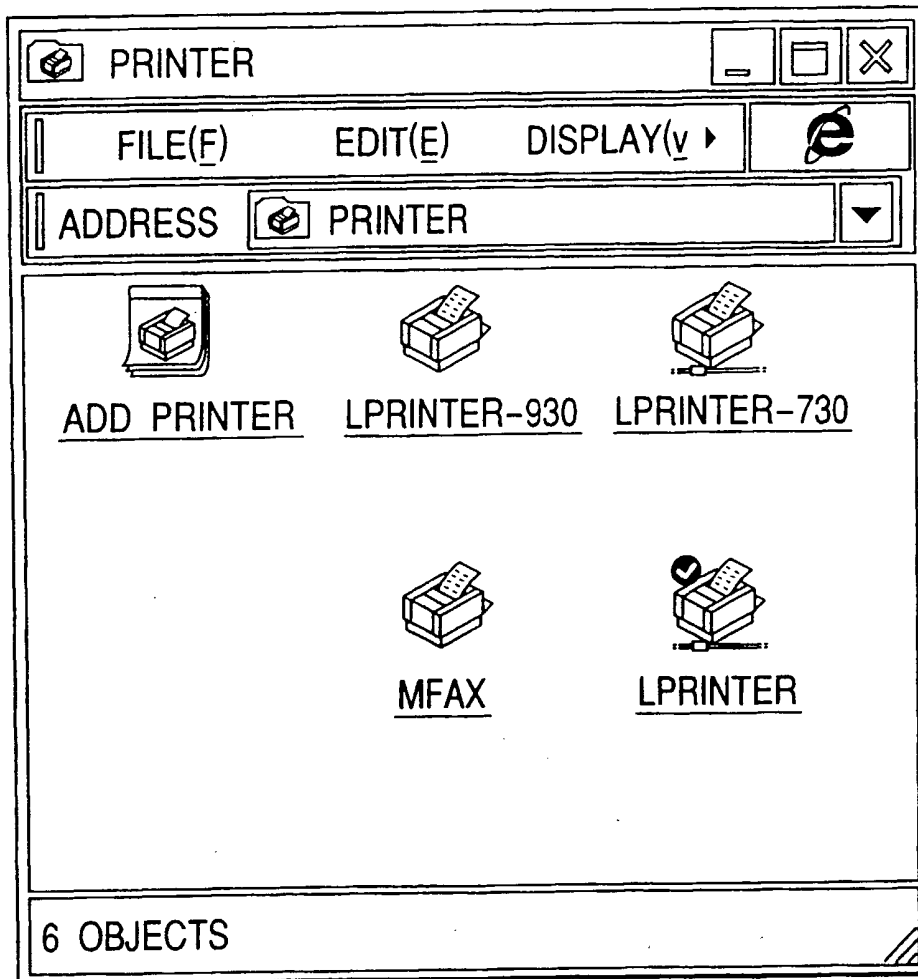 PRINTER
FILE(F) EDIT(E) DISPLAY(v
ADDRESS PRINTER
ADD PRINTER LPRINTER-930 LPRINTER-730
MFAX LPRINTER
6 OBJECTS